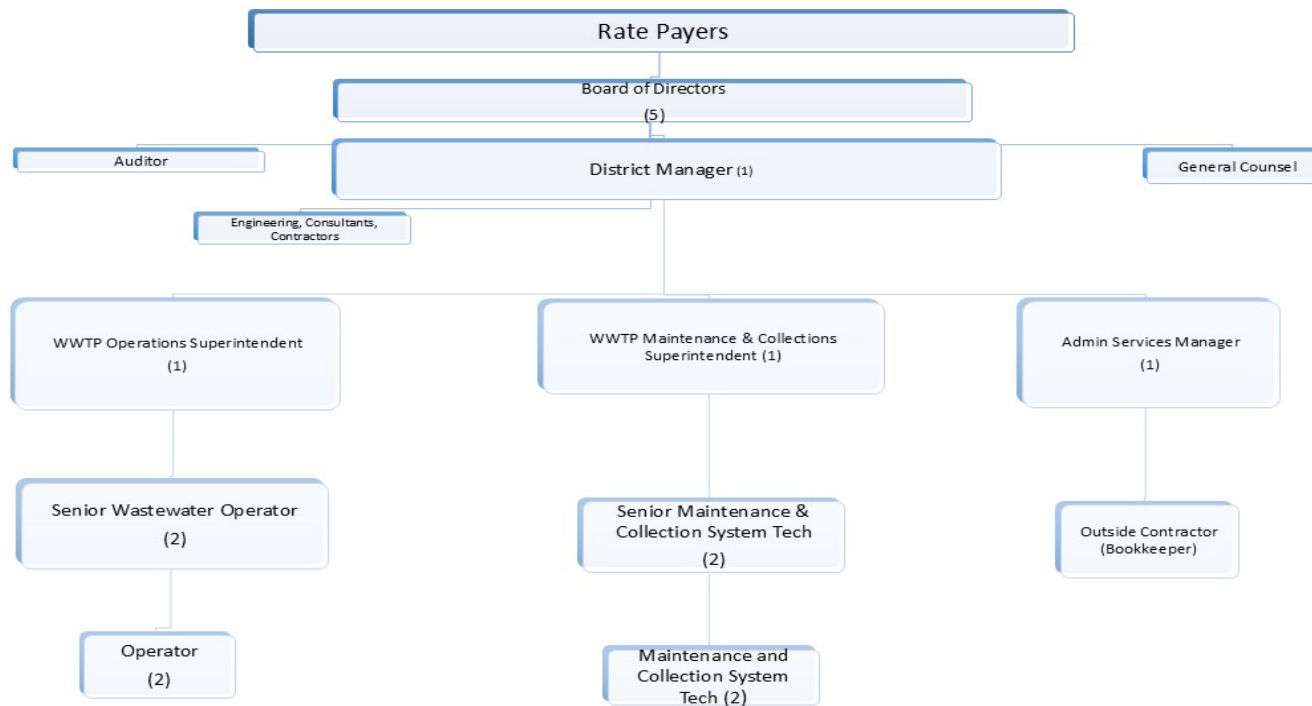 Rate Payers
Board of Directors
(5)
Auditor
District Manager (1)
General Counsel
Engineering, Consultants,
Contractors
WWTP Operations Superintendent
(1)
WWTP Maintenance & Collections
Superintendent (1)
Admin Services Manager
(1)
Senior Wastewater Operator
(2)
Senior Maintenance &
Collection System Tech
(2)
Outside Contractor
(Bookkeeper)
Operator
(2)
Maintenance and
Collection System
Tech (2)